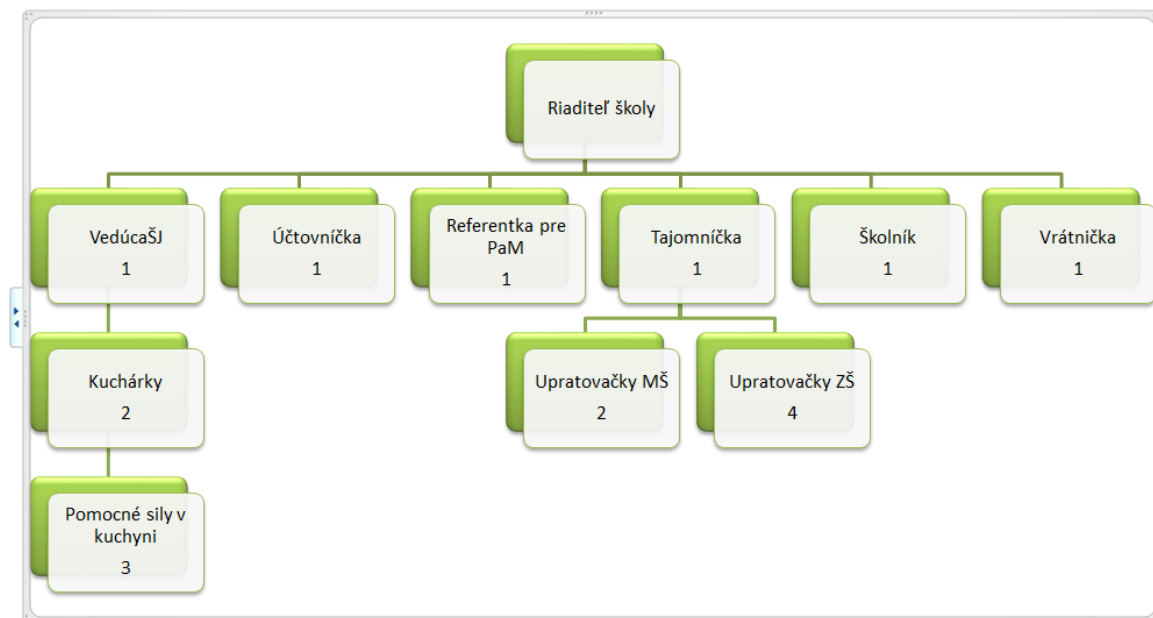 Riaditeľ školy
VedúcaŠJ
1
Účtovníčka
1
Referentka pre
PaM
1
Tajomníčka
1
Školník
1
Vrátnička
1
Kuchárky
2
Upratovačky MŠ
2
Upratovačky ZŠ
4
Pomocné sily v
kuchyni
3